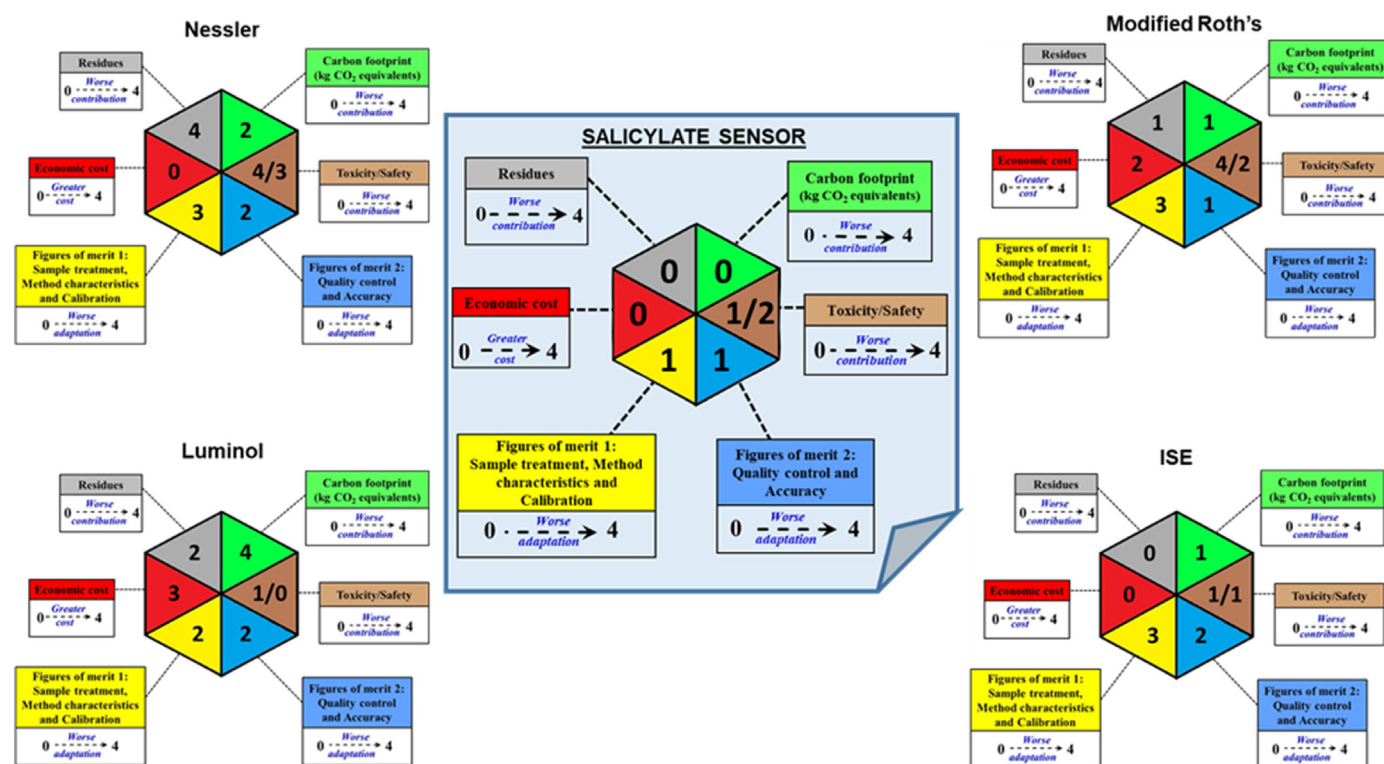 Nessler
Residues
Worse
0 4
contribution
Carbon footprint
(kg CO2 equivalents)
Worse
0 4
contribution
4
2
Economic cost
Greater
0 4
cost
0
4/3
Toxicity/Safety
Worse
0 4
contribution
3
2
Figures of merit 1:
Sample treatment,
Method characteristics
and Calibration
Worse
0 4
adaptation
Figures of merit 2:
Quality control
and Accuracy
Worse
0 4
adaptation
SALICYLATE SENSOR
Residues
Worse
0 4
contribution
Carbon footprint
(kg CO2 equivalents)
Worse
0 4
contribution
0
0
Economic cost
Greater
0 4
cost
0
1/2
Toxicity/Safety
Worse
0 4
contribution
1
1
Figures of merit 1:
Sample treatment, Method
characteristics and
Calibration
Worse
0 4
adaptation
Figures of merit 2:
Quality control and
Accuracy
Worse
0 4
adaptation
Modified Roth's
Residues
Worse
0 4
contribution
Carbon footprint
(kg CO2 equivalents)
Worse
0 4
contribution
1
1
Economic cost
Greater
0 4
cost
2
4/2
Toxicity/Safety
Worse
0 4
contribution
3
1
Figures of merit 1:
Sample treatment,
Method characteristics
and Calibration
Worse
0 4
adaptation
Figures of merit 2:
Quality control
and Accuracy
Worse
0 4
adaptation
Luminol
Residues
Worse
0 4
contribution
Carbon footprint
(kg CO2 equivalents)
Worse
0 4
contribution
2
4
Economic cost
Greater
0 4
cost
3
1/0
Toxicity/Safety
Worse
0 4
contribution
2
2
Figures of merit 1:
Sample treatment,
Method characteristics
and Calibration
Worse
0 4
adaptation
Figures of merit 2:
Quality control
and Accuracy
Worse
0 4
adaptation
ISE
Residues
Worse
0 4
contribution
Carbon footprint
(kg CO2 equivalents)
Worse
0 4
contribution
0
1
Economic cost
Greater
0 4
cost
0
1/1
Toxicity/Safety
Worse
0 4
contribution
3
2
Figures of merit 1:
Sample treatment,
Method characteristics
and Calibration
Worse
0 4
adaptation
Figures of merit 2:
Quality control
and Accuracy
Worse
0 4
adaptation